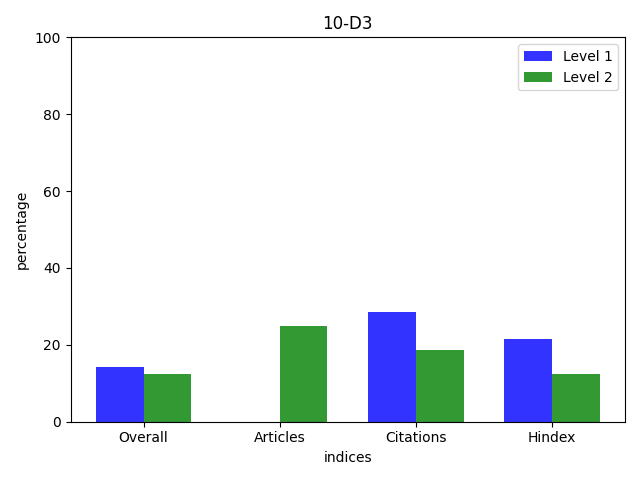 10-D3
100
Level 1
Level 2
80
60
40
20
0
percentage
Overall Articles Citations Hindex
indices